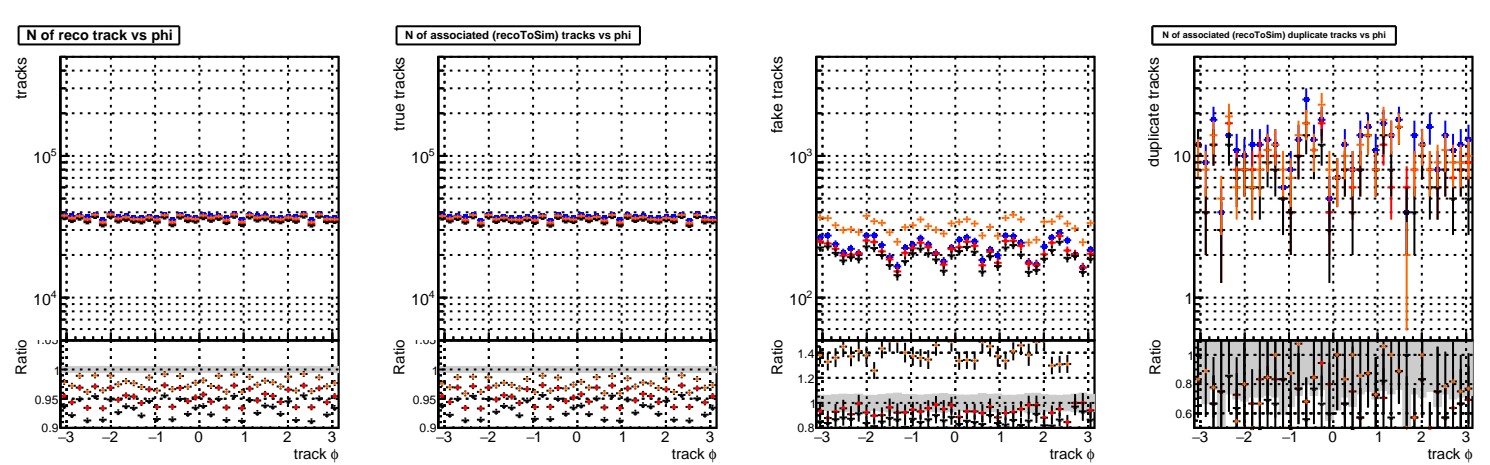 N of reco track vs phi
tracks
10^5
10^4
Ratio
1
0.95
0.9
−3 −2 −1 0 1 2 3
track ϕ
N of associated (recoToSim) tracks vs phi
true tracks
10^5
10^4
Ratio
1
0.95
0.9
−3 −2 −1 0 1 2 3
track ϕ
fake tracks
10^3
10^2
Ratio
1.4
1.2
1
0.8
−3 −2 −1 0 1 2 3
track ϕ
N of associated (recoToSim) duplicate tracks vs phi
duplicate tracks
10
1
Ratio
1
0.8
0.6
−3 −2 −1 0 1 2 3
track ϕ